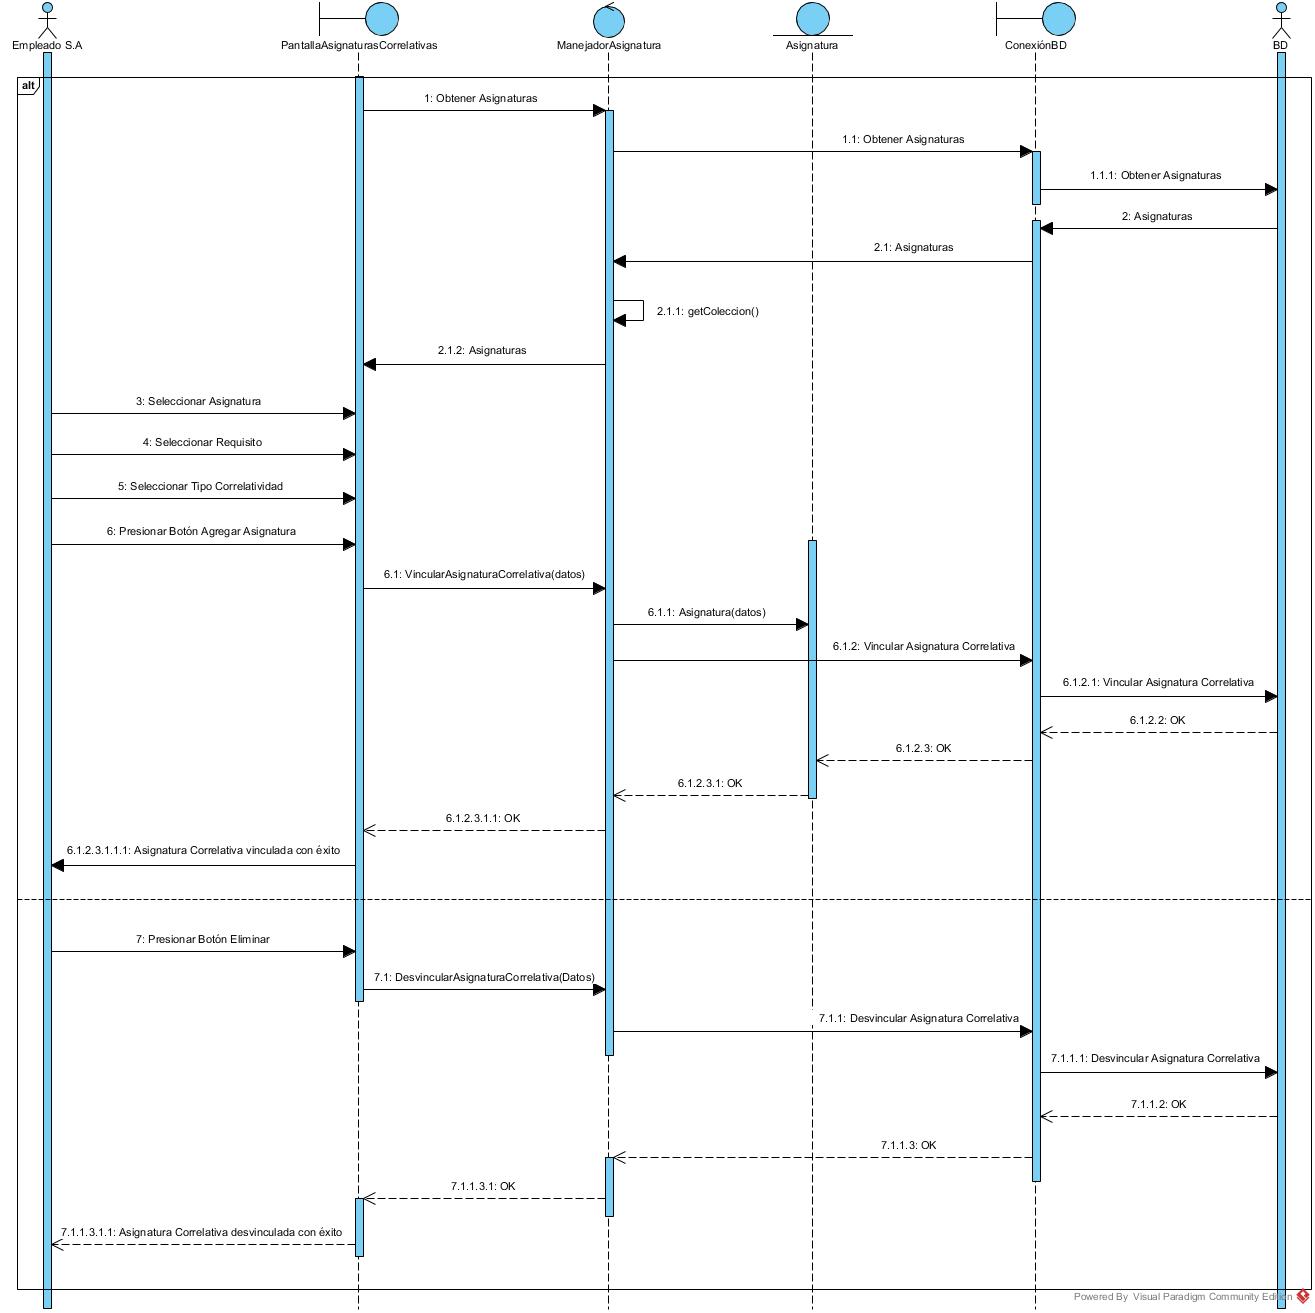 Empleado S.A
PantallaAsignaturasCorrelativas
ManejadorAsignatura
Asignatura
ConexiónBD
BD
alt
1: Obtener Asignaturas
1.1: Obtener Asignaturas
1.1.1: Obtener Asignaturas
2: Asignaturas
2.1: Asignaturas
2.1.1: getColeccion()
2.1.2: Asignaturas
3: Seleccionar Asignatura
4: Seleccionar Requisito
5: Seleccionar Tipo Correlatividad
6: Presionar Botón Agregar Asignatura
6.1: VincularAsignaturaCorrelativa(datos)
6.1.1: Asignatura(datos)
6.1.2: Vincular Asignatura Correlativa
6.1.2.1: Vincular Asignatura Correlativa
6.1.2.2: OK
6.1.2.3: OK
6.1.2.3.1: OK
6.1.2.3.1.1: OK
6.1.2.3.1.1.1: Asignatura Correlativa vinculada con éxito
7: Presionar Botón Eliminar
7.1: DesvincularAsignaturaCorrelativa(Datos)
7.1.1: Desvincular Asignatura Correlativa
7.1.1.1: Desvincular Asignatura Correlativa
7.1.1.2: OK
7.1.1.3: OK
7.1.1.3.1: OK
7.1.1.3.1.1: Asignatura Correlativa desvinculada con éxito
Powered By Visual Paradigm Community Edition